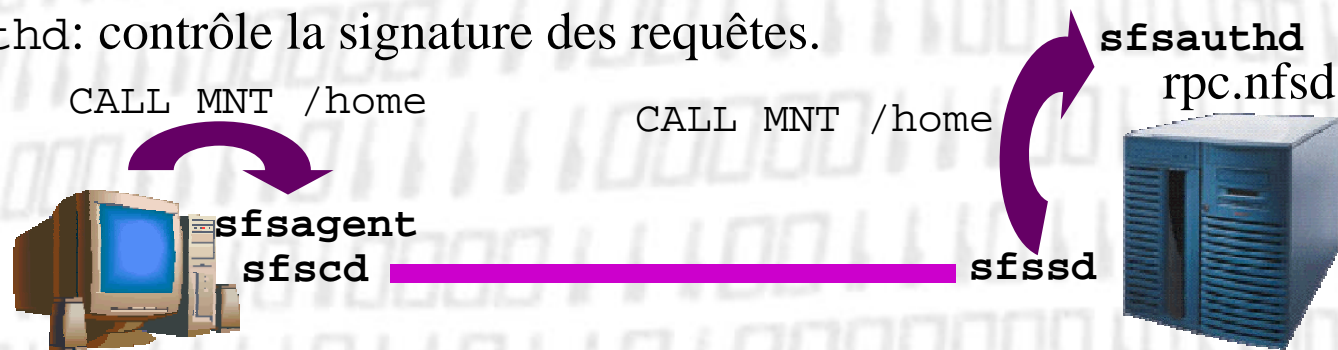 thd: contrôle la signature des requêtes.
sfsauthd
rpc.nfsd
CALL MNT /home
CALL MNT /home
sfsagent
sfscd
sfssd